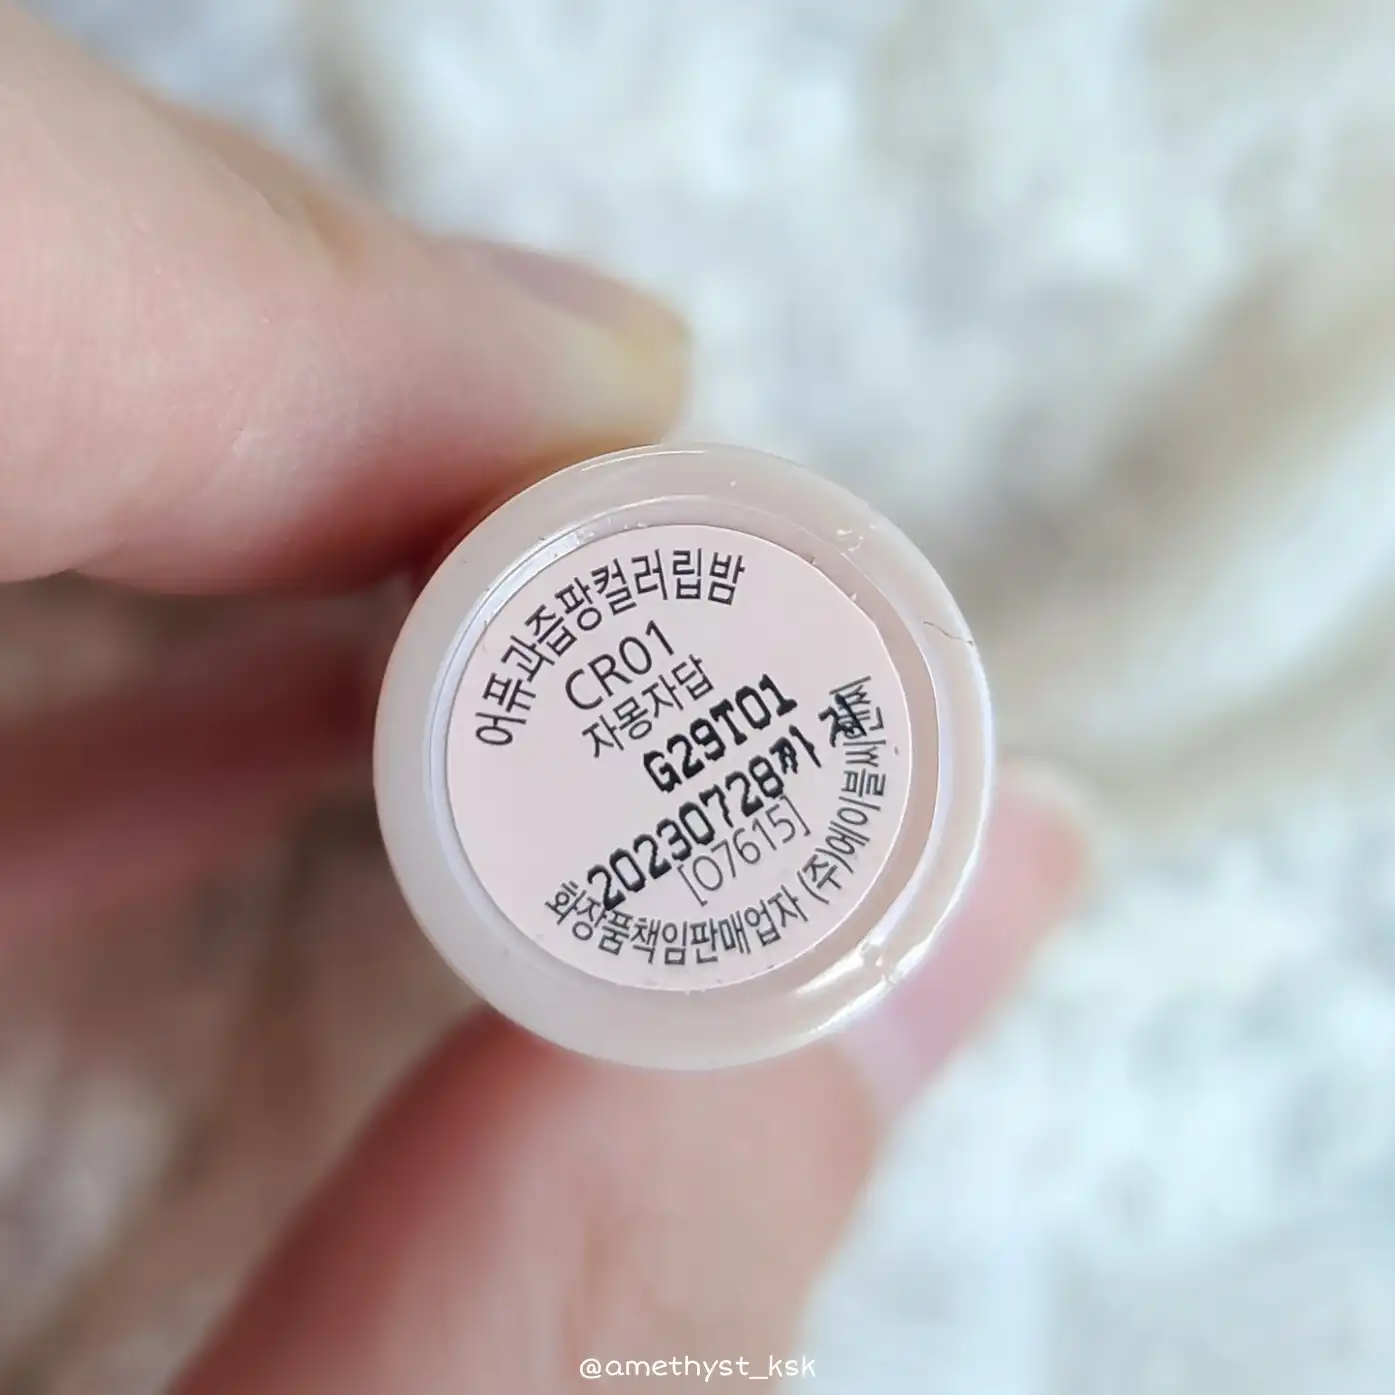 어퓨과즙팡컬러립밤
CR01
자몽자답
G29T01
20230728까지
[O7615]
화장품책임판매업자 (주)에이블씨엔씨
@amethyst_ksk